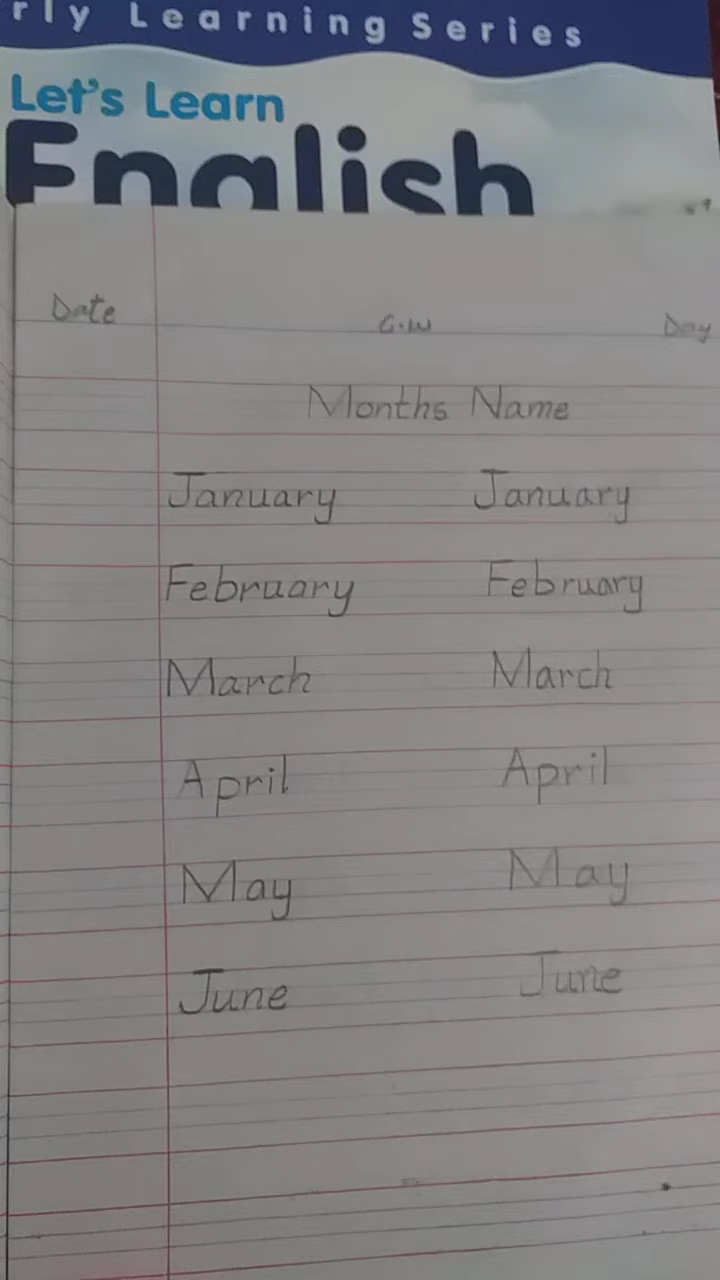 rly Learning Series
Let's Learn
English
Date C.W Day
Months Name
January January
February February
March March
April April
May May
June June